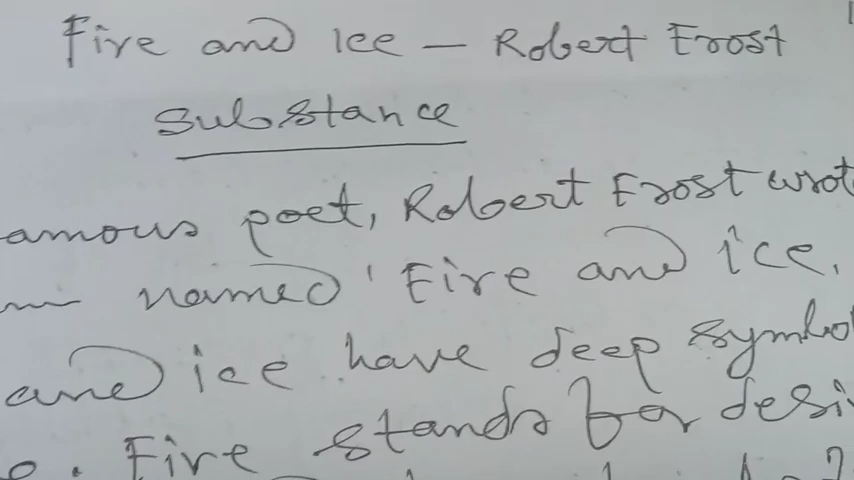 Fire and Ice – Robert Frost
Substance
amous poet, Robert Frost wrot
m named 'Fire and ice.
and ice have deep symbol
Fire stands for desi